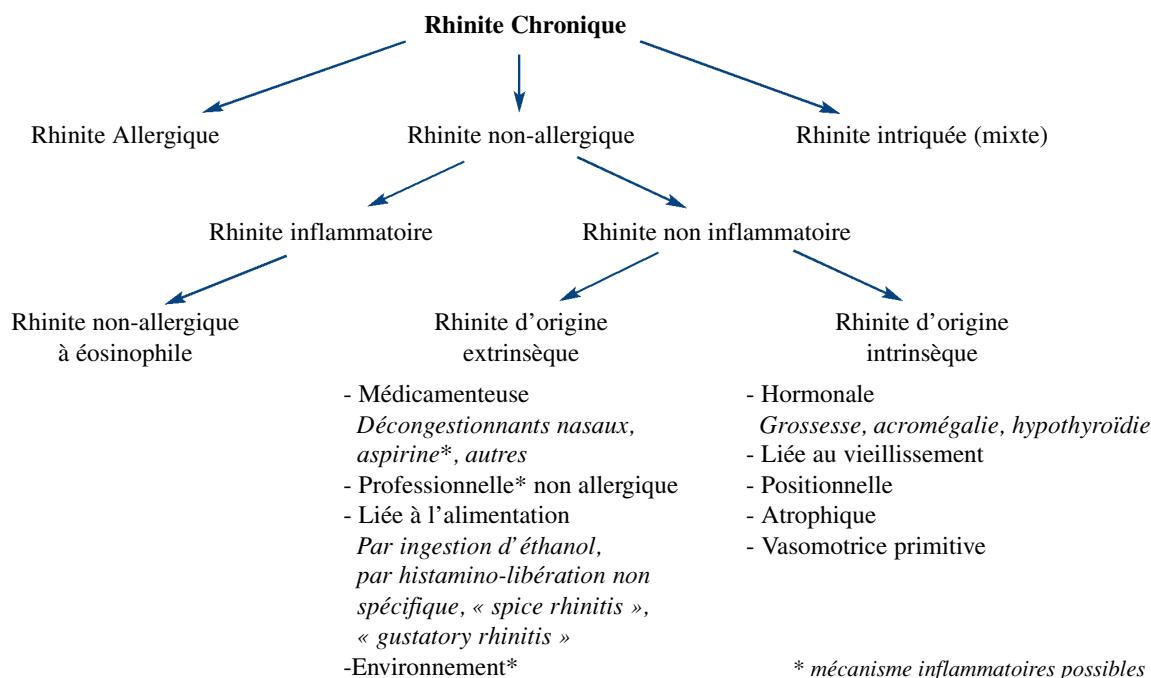 Rhinite Chronique
Rhinite Allergique
Rhinite non-allergique
Rhinite intriquée (mixte)
Rhinite inflammatoire
Rhinite non inflammatoire
Rhinite non-allergique
à éosinophile
Rhinite d'origine
extrinsèque
- Médicamenteuse
Décongestionnants nasaux,
aspirine*, autres
- Professionnelle* non allergique
- Liée à l'alimentation
Par ingestion d'éthanol,
par histamino-libération non
spécifique, « spice rhinitis »,
« gustatory rhinitis »
-Environnement*
Rhinite d'origine
intrinsèque
- Hormonale
Grossesse, acromégalie, hypothyroïdie
- Liée au vieillissement
- Positionnelle
- Atrophique
- Vasomotrice primitive
* mécanisme inflammatoires possibles